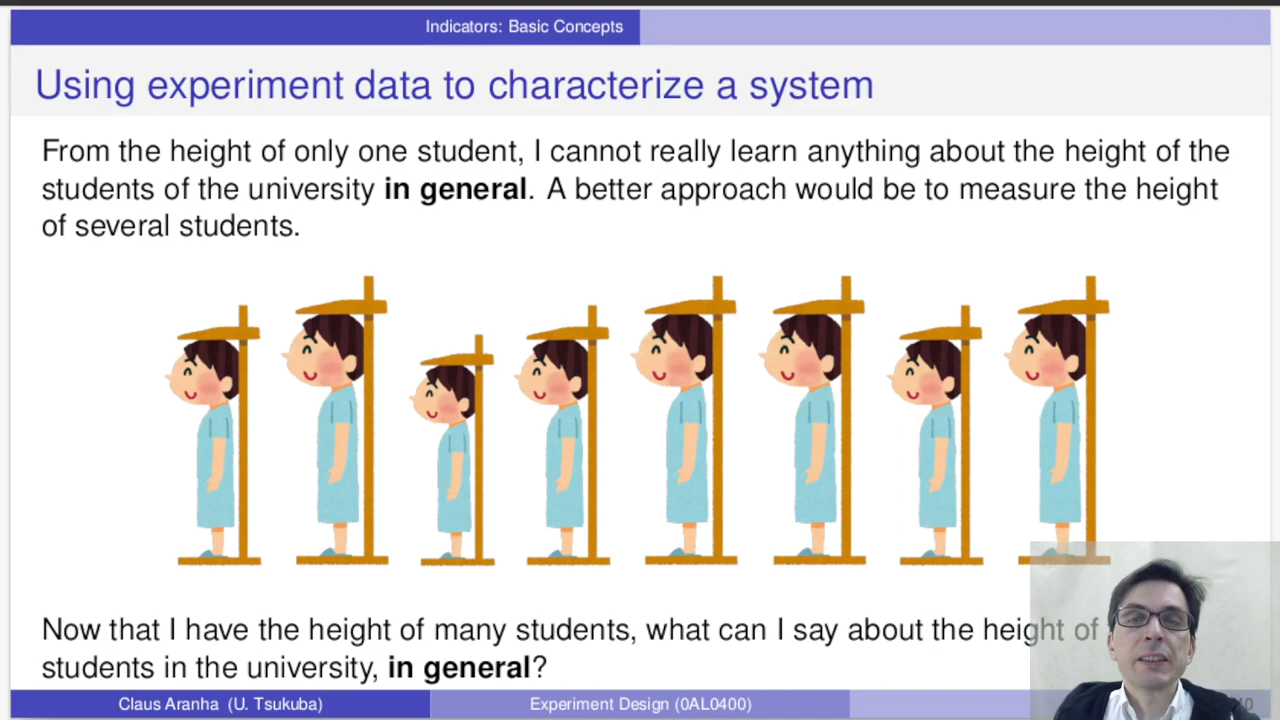 Indicators: Basic Concepts
Using experiment data to characterize a system
From the height of only one student, I cannot really learn anything about the height of the
students of the university in general. A better approach would be to measure the height
of several students.
Now that I have the height of many students, what can I say about the height of
students in the university, in general?
Claus Aranha (U. Tsukuba)
Experiment Design (0AL0400)